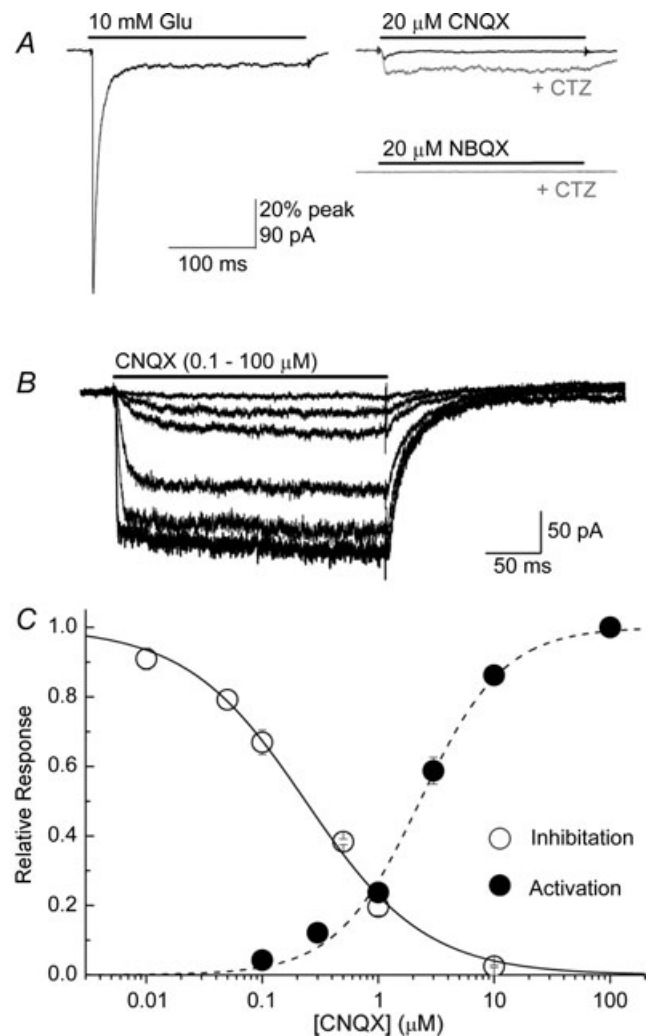 A
10 mM Glu
20 µM CNQX
+ CTZ
20 µM NBQX
+ CTZ
20% peak
90 pA
100 ms
B
CNQX (0.1 - 100 µM)
50 pA
50 ms
C
1.0
0.8
0.6
0.4
0.2
0.0
Relative Response
Inhibitation
Activation
0.01 0.1 1 10 100
[CNQX] (µM)